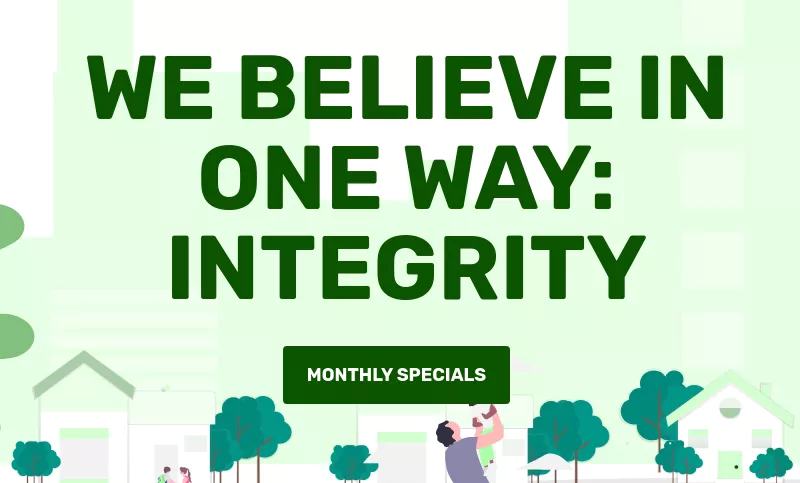 WE BELIEVE IN
ONE WAY:
INTEGRITY
MONTHLY SPECIALS